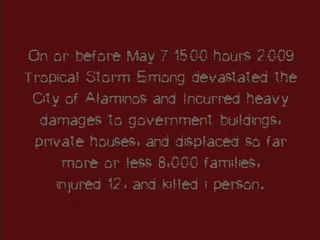 On or before May 7 1500 hours 2009
Tropical Storm Emong devastated the
City of Alaminos and incurred heavy
damages to government buildings,
private houses, and displaced so far
more or less 8,000 families,
injured 12, and killed 1 person.